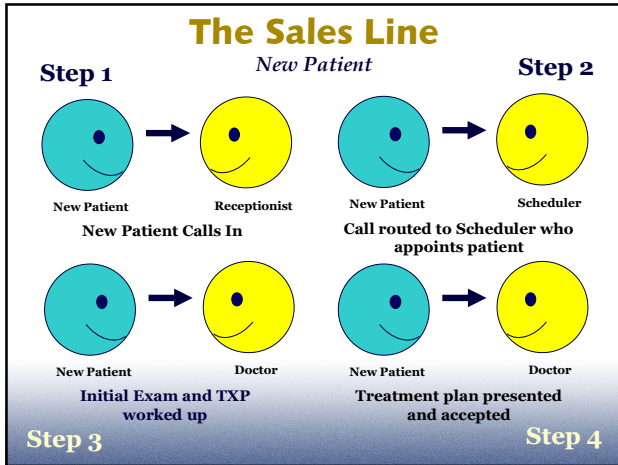 The Sales Line
New Patient
Step 1
New Patient
Receptionist
New Patient Calls In
Step 2
New Patient
Scheduler
Call routed to Scheduler who
appoints patient
New Patient
Doctor
Initial Exam and TXP
worked up
Step 3
New Patient
Doctor
Treatment plan presented
and accepted
Step 4